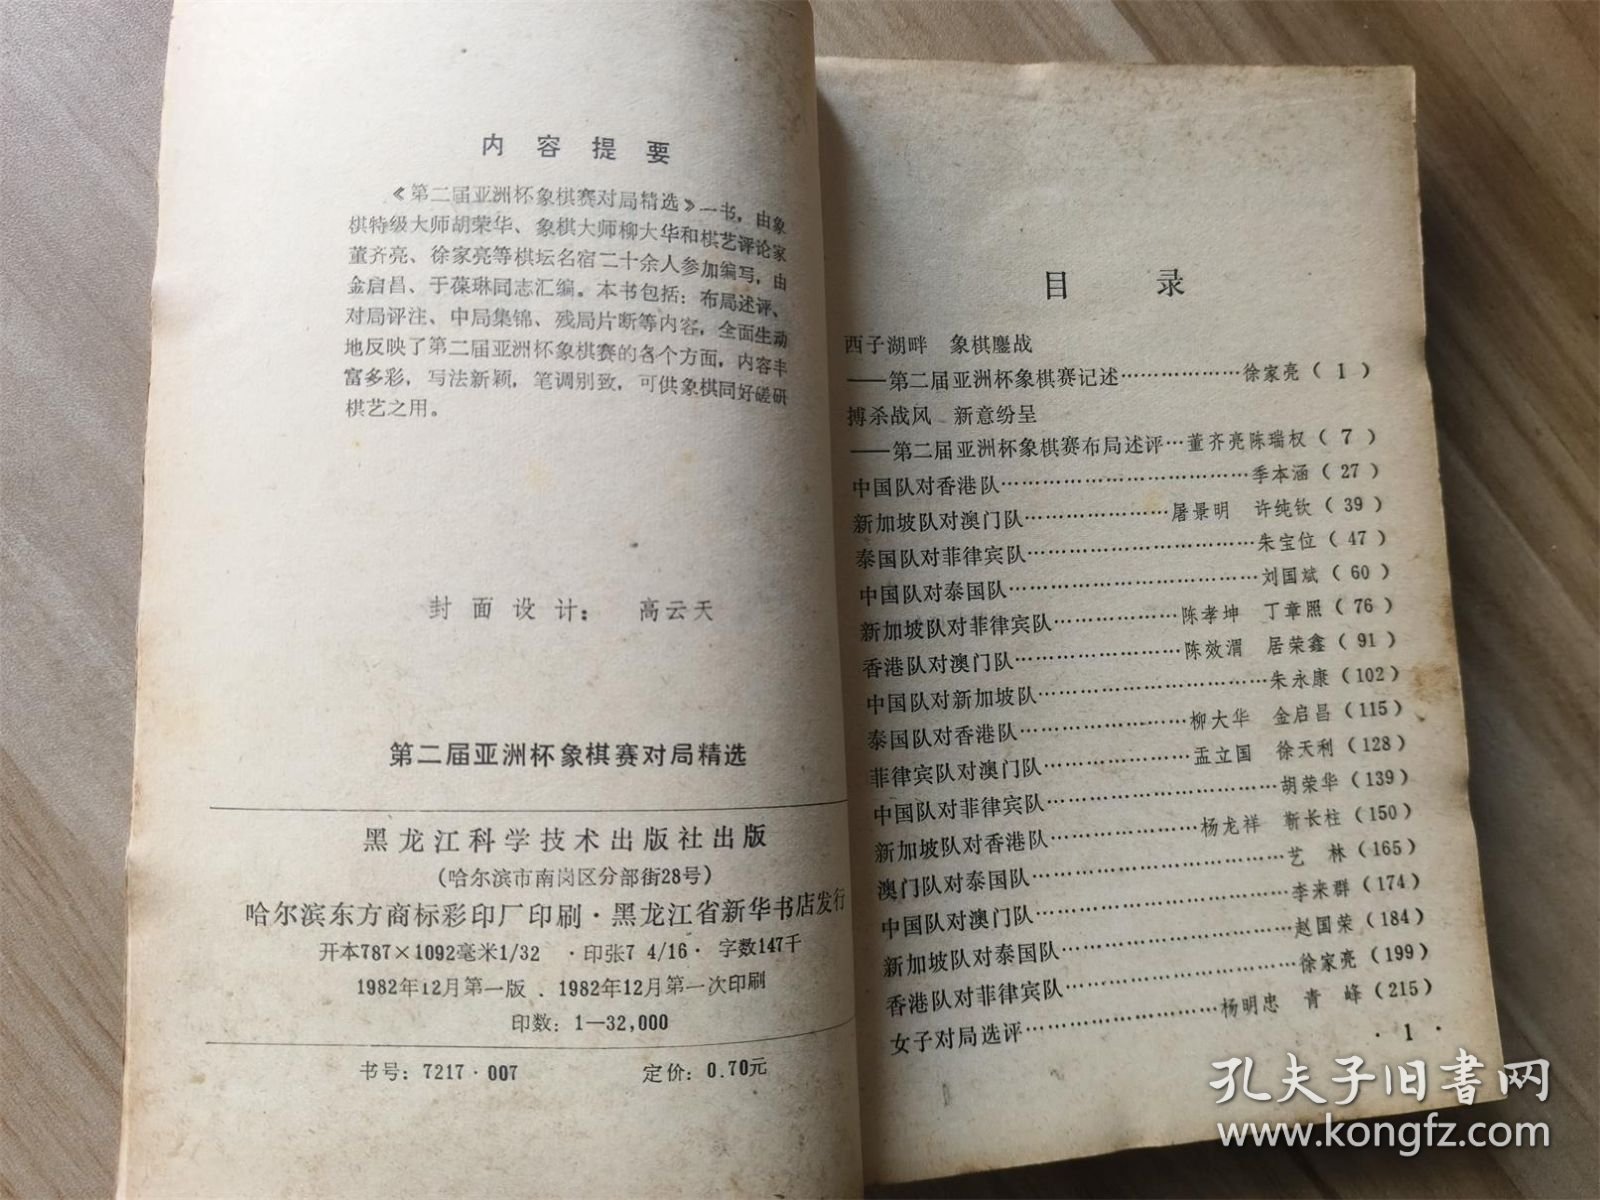 内容提要
《第二届亚洲杯象棋赛对局精选》一书，由象
棋特级大师胡荣华、象棋大师柳大华和棋艺评论家
董齐亮、徐家亮等棋坛名宿二十余人参加编写，由
金启昌、于葆琳同志汇编。本书包括：布局述评、
对局评注、中局集锦、残局片断等内容，全面生动
地反映了第二届亚洲杯象棋赛的各个方面，内容丰
富多彩，写法新颖，笔调别致，可供象棋同好磋研
棋艺之用。
封面设计：高云天
第二届亚洲杯象棋赛对局精选
黑龙江科学技术出版社出版
（哈尔滨市南岗区分部街28号）
哈尔滨东方商标彩印厂印刷·黑龙江省新华书店发行
开本787×1092毫米1/32 ·印张7 4/16· 字数147千
1982年12月第一版．1982年12月第一次印刷
印数：1—32,000
书号：7217·007 定价：0.70元
目录
西子湖畔 象棋鏖战
——第二届亚洲杯象棋赛记述………………徐家亮（1）
搏杀战风 新意纷呈
——第二届亚洲杯象棋赛布局述评…董齐亮陈瑞权（7）
中国队对香港队………………………………季本涵（27）
新加坡队对澳门队…………………屠景明 许纯钦（39）
泰国队对菲律宾队……………………………朱宝位（47）
中国队对泰国队………………………………刘国斌（60）
新加坡队对菲律宾队………………陈孝坤 丁章照（76）
香港队对澳门队……………………陈效渭 居荣鑫（91）
中国队对新加坡队……………………………朱永康（102）
泰国队对香港队……………………柳大华 金启昌（115）
菲律宾队对澳门队…………………孟立国 徐天利（128）
中国队对菲律宾队……………………………胡荣华（139）
新加坡队对香港队…………………杨龙祥 靳长柱（150）
澳门队对泰国队………………………………艺 林（165）
中国队对澳门队………………………………李来群（174）
新加坡队对泰国队……………………………赵国荣（184）
香港队对菲律宾队……………………………徐家亮（199）
女子对局选评………………………杨明忠 青 峰（215）
·1·
孔夫子旧书网
www.kongfz.com